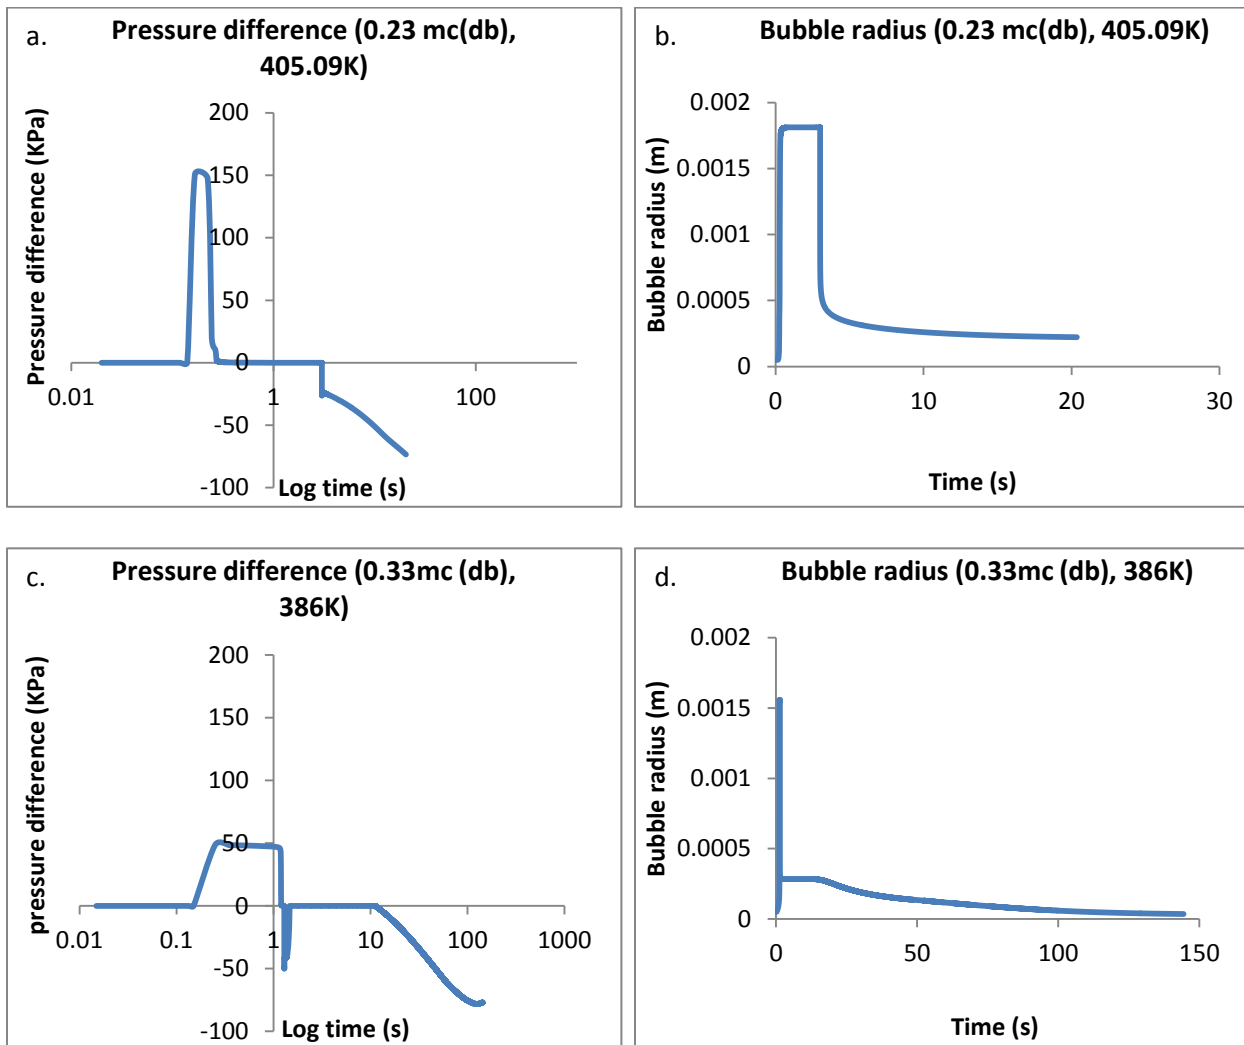 a.
Pressure difference (0.23 mc(db),
405.09K)
Pressure difference (KPa)
200
150
100
50
0
-50
-100
0.01
1
100
Log time (s)
b.
Bubble radius (0.23 mc(db), 405.09K)
Bubble radius (m)
0.002
0.0015
0.001
0.0005
0
0
10
20
30
Time (s)
c.
Pressure difference (0.33mc (db),
386K)
pressure difference (KPa)
200
150
100
50
0
-50
-100
0.01
0.1
1
10
100
1000
Log time (s)
d.
Bubble radius (0.33mc (db), 386K)
Bubble radius (m)
0.002
0.0015
0.001
0.0005
0
0
50
100
150
Time (s)